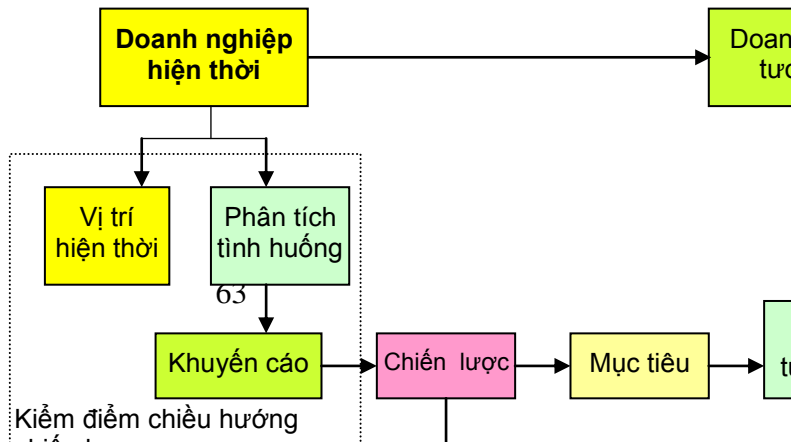 Doanh nghiệp
hiện thời
Vị trí
hiện thời
Phân tích
tình huống
63
Khuyến cáo
Chiến lược
Mục tiêu
Kiểm điểm chiều hướng